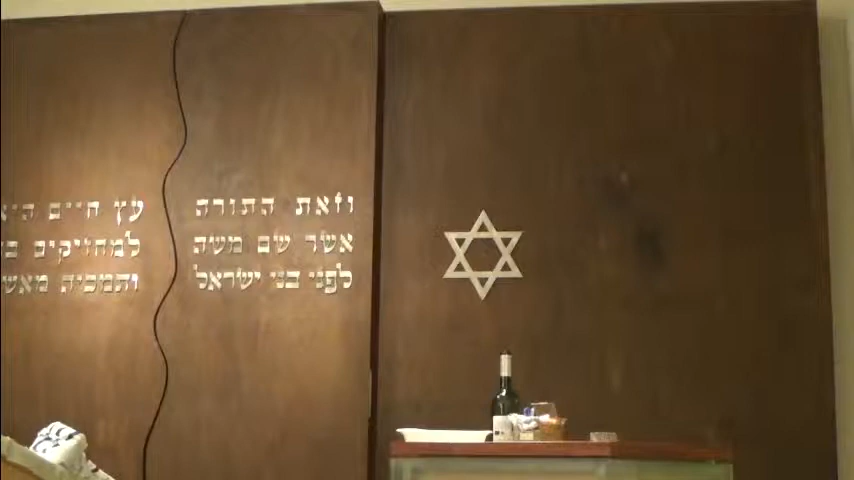 וזאת התורה
אשר שם משה
לפני בני ישראל
עץ חיים
למחזיקים
ותמכיה